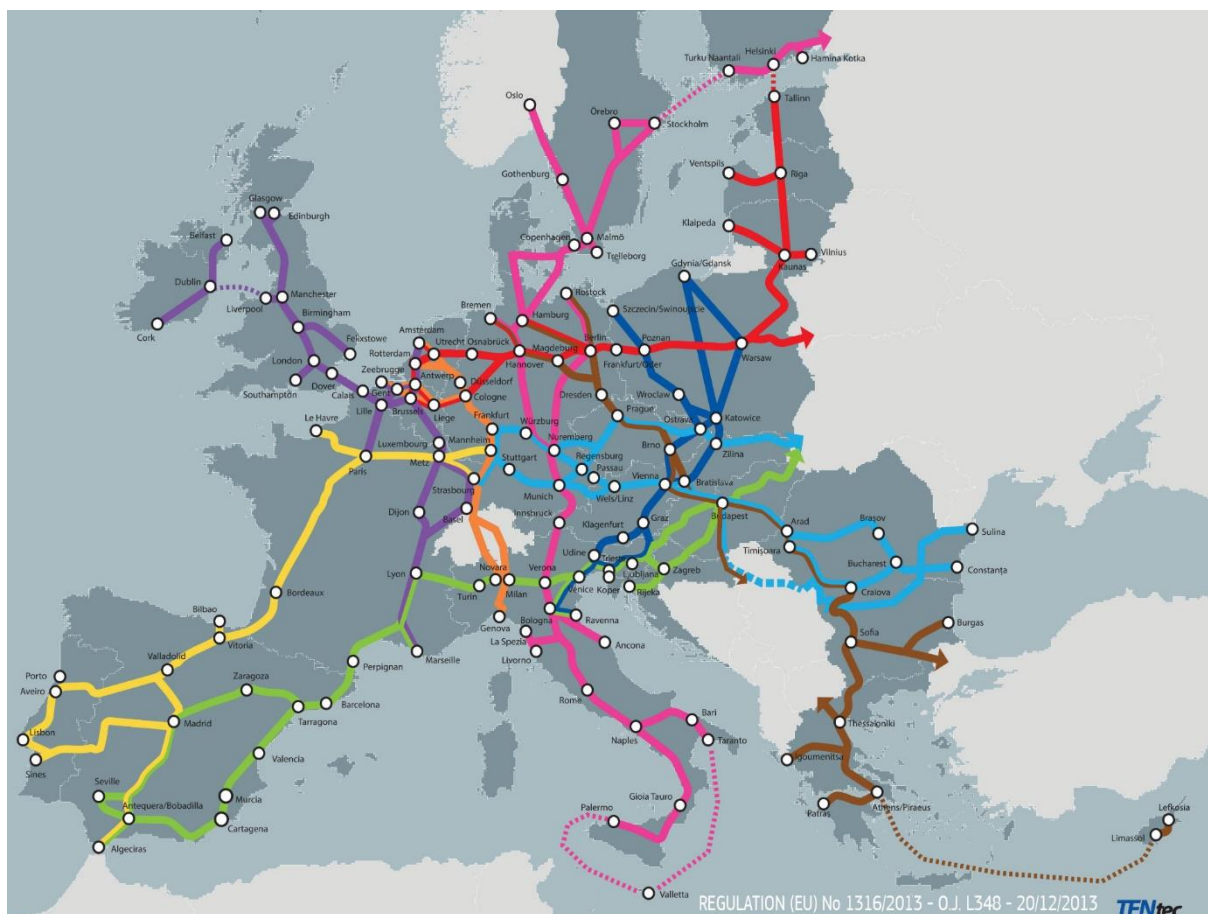 Turku Naantali
Helsinki
Hamina Kotka
Oslo
Örebro
Stockholm
Tallinn
Ventspils
Riga
Gothenburg
Glasgow
Edinburgh
Klaipeda
Belfast
Copenhagen
Malmö
Trelleborg
Kaunas
Vilnius
Gdynia/Gdansk
Dublin
Liverpool
Manchester
Rostock
Bremen
Hamburg
Szczecin/Swinoujscie
Cork
Birmingham
Felixstowe
Amsterdam
Utrecht
Osnabrück
Magdeburg
Berlin
Poznan
Warsaw
London
Rotterdam
Hannover
Frankfurt/Oder
Zeebrugge
Antwerp
Düsseldorf
Southampton
Dover
Calais
Gent
Cologne
Dresden
Wroclaw
Lille
Brussels
Liege
Frankfurt
Prague
Ostrava
Katowice
Le Havre
Würzburg
Luxembourg
Mannheim
Nuremberg
Brno
Zilina
Paris
Metz
Stuttgart
Regensburg
Passau
Vienna
Strasbourg
Munich
Wels/Linz
Bratislava
Dijon
Basel
Innsbruck
Klagenfurt
Graz
Budapest
Arad
Braşov
Sulina
Udine
Timişoara
Lyon
Novara
Verona
Trieste
Ljubljana
Zagreb
Bucharest
Constanţa
Turin
Milan
Venice
Koper
Rijeka
Craiova
Bordeaux
Genova
Bologna
Ravenna
Bilbao
Vitoria
La Spezia
Livorno
Ancona
Sofia
Burgas
Marseille
Valladolid
Perpignan
Porto
Aveiro
Zaragoza
Barcelona
Tarragona
Rome
Madrid
Bari
Thessaloniki
Lisbon
Naples
Taranto
Sines
Valencia
Igoumenitsa
Seville
Murcia
Gioia Tauro
Palermo
Athens/Piraeus
Patras
Lefkosia
Antequera/Bobadilla
Cartagena
Limassol
Algeciras
Valletta
REGULATION (EU) No 1316/2013 - O.J. L348 - 20/12/2013
TENtec